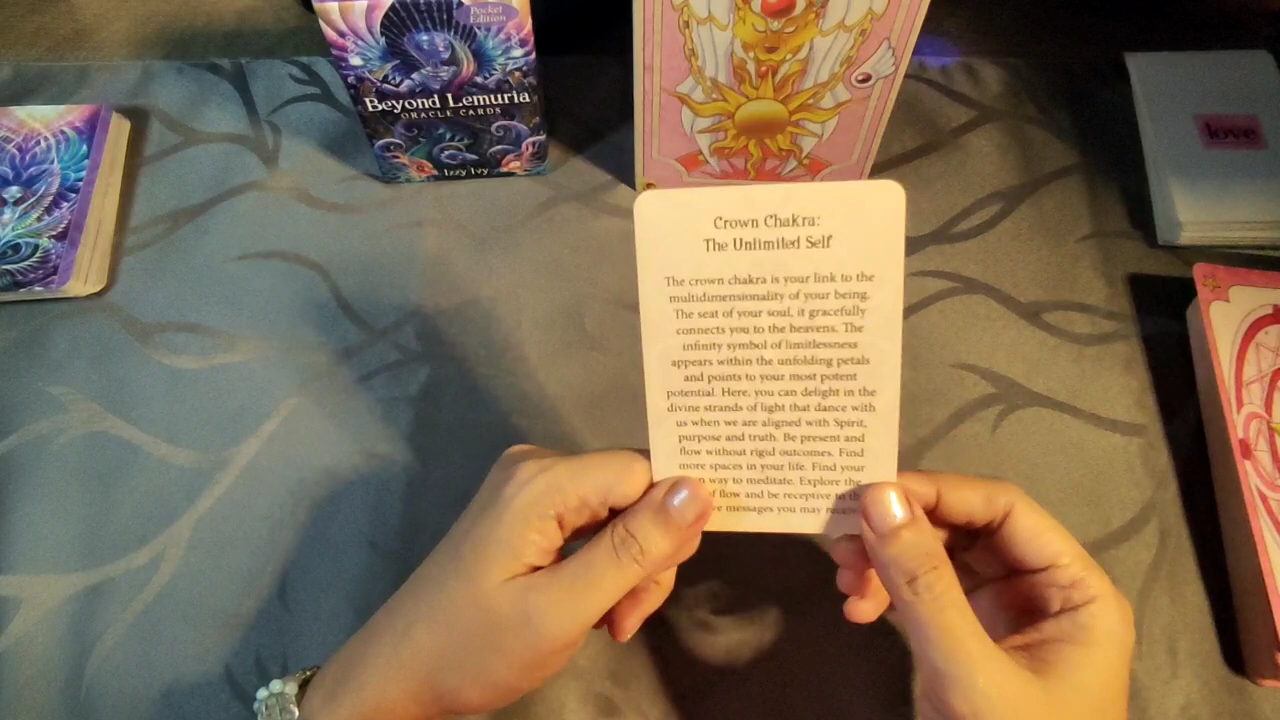 Pocket
Edition
Beyond Lemuria
ORACLE CARDS
Izzy Ivy
love
Crown Chakra:
The Unlimited Self
The crown chakra is your link to the
multidimensionality of your being.
The seat of your soul, it gracefully
connects you to the heavens. The
infinity symbol of limitlessness
appears within the unfolding petals
and points to your most potent
potential. Here, you can delight in the
divine strands of light that dance with
us when we are aligned with Spirit,
purpose and truth. Be present and
flow without rigid outcomes. Find
more spaces in your life. Find your
way to meditate. Explore the
of flow and be receptive to
messages you may